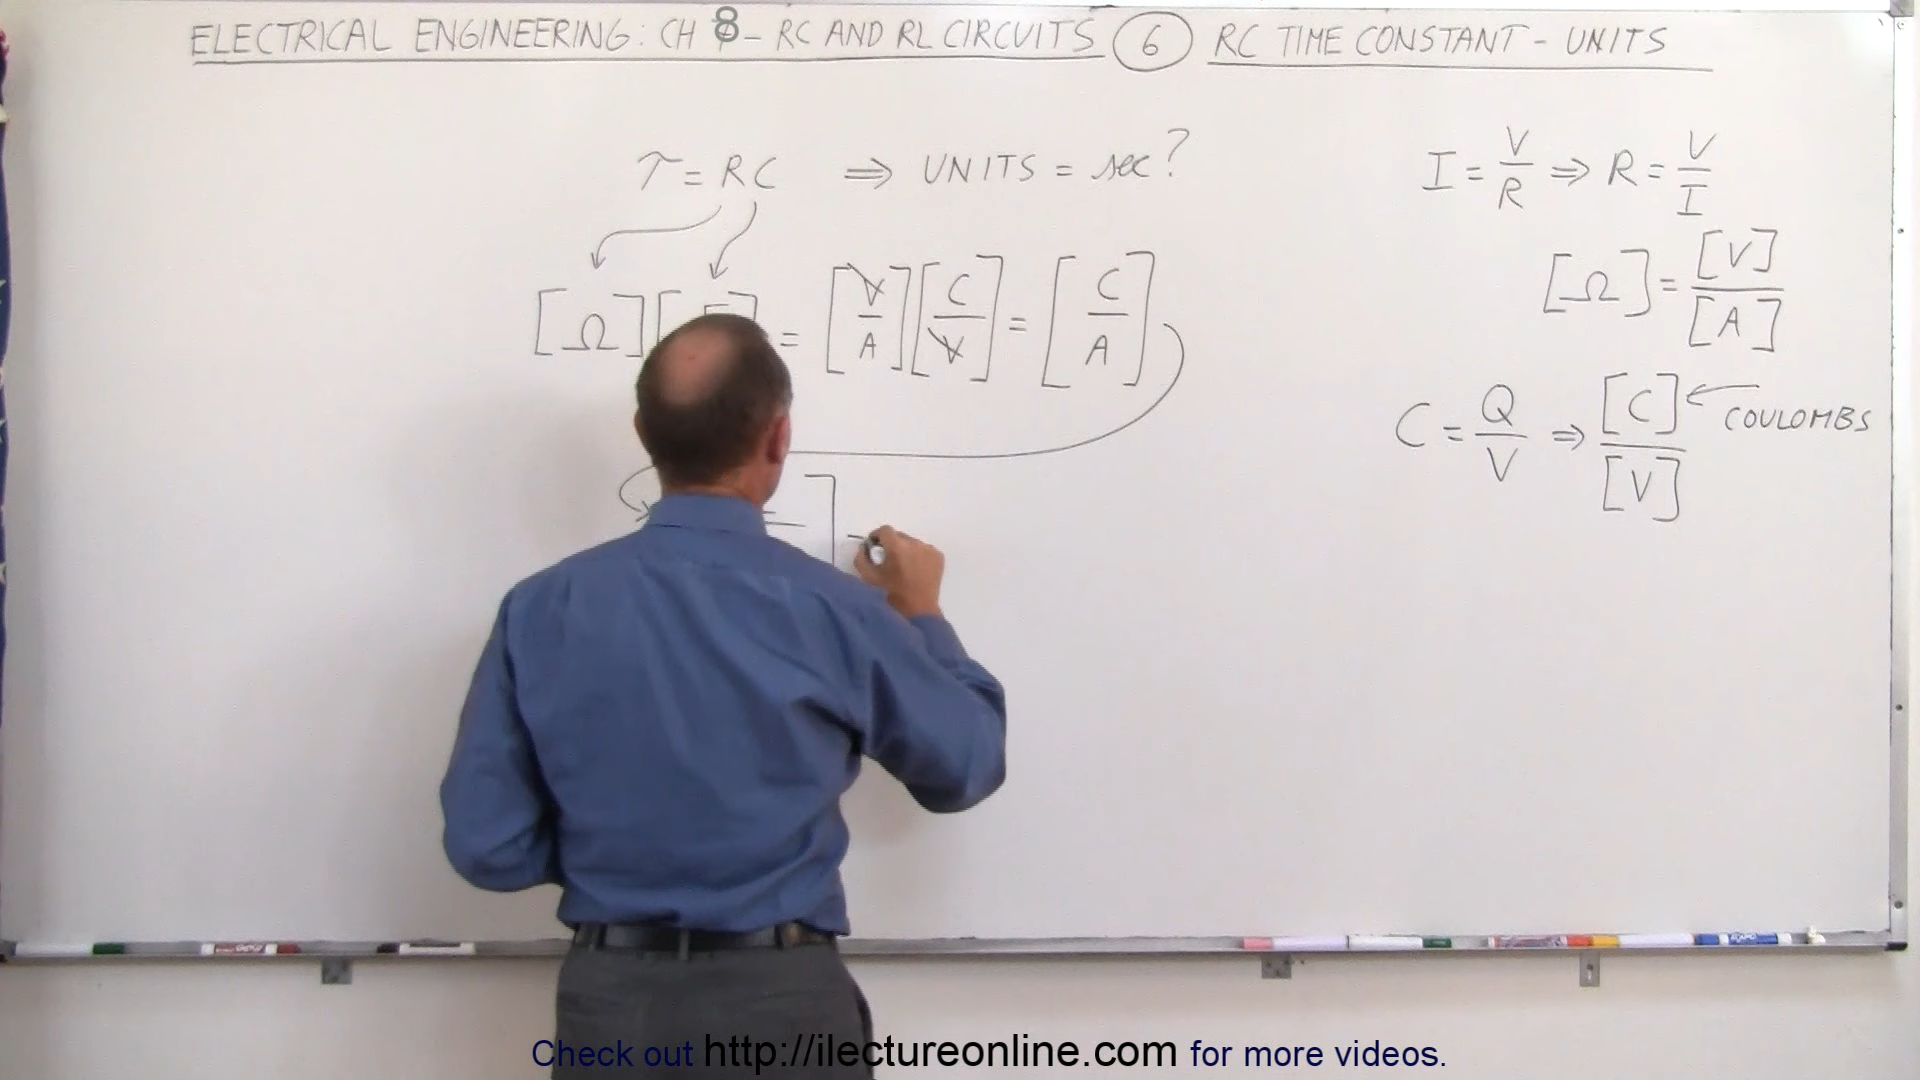 ELECTRICAL ENGINEERING: CH 8 - RC AND RL CIRCUITS 6 RC TIME CONSTANT - UNITS
τ = RC ⇒ UNITS = sec?
[Ω][ ] = [V/A][C/V] = [C/A]
I = V/R ⇒ R = V/I
[Ω] = [V]/[A]
C = Q/V ⇒ [C]/[V] ← COULOMBS
Check out http://ilectureonline.com for more videos.